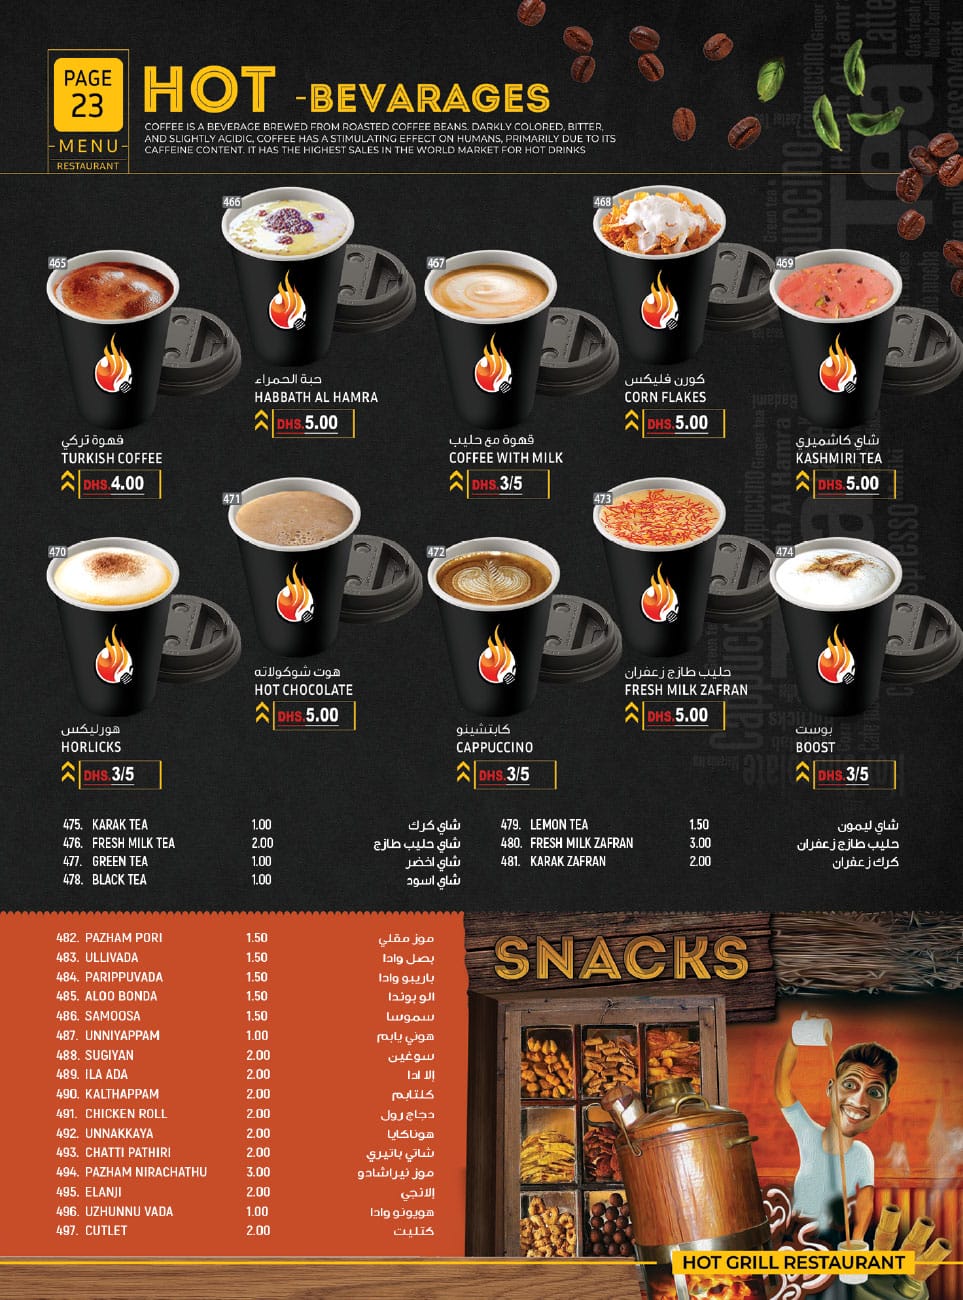 PAGE
23
-MENU-
RESTAURANT
HOT -BEVARAGES
COFFEE IS A BEVERAGE BREWED FROM ROASTED COFFEE BEANS. DARKLY COLORED, BITTER,
AND SLIGHTLY ACIDIC, COFFEE HAS A STIMULATING EFFECT ON HUMANS, PRIMARILY DUE TO ITS
CAFFEINE CONTENT. IT HAS THE HIGHEST SALES IN THE WORLD MARKET FOR HOT DRINKS
465
قهوة تركي
TURKISH COFFEE
DHS.4.00
466
حبة الحمراء
HABBATH AL HAMRA
DHS.5.00
467
قهوة مع حليب
COFFEE WITH MILK
DHS.3/5
468
كورن فليكس
CORN FLAKES
DHS.5.00
469
شاي كاشميري
KASHMIRI TEA
DHS.5.00
470
هورليكس
HORLICKS
DHS.3/5
471
هوت شوكولاته
HOT CHOCOLATE
DHS.5.00
472
كابتشينو
CAPPUCCINO
DHS.3/5
473
حليب طازج زعفران
FRESH MILK ZAFRAN
DHS.5.00
474
بوست
BOOST
DHS.3/5
475. KARAK TEA 1.00 شاي كرك
476. FRESH MILK TEA 2.00 شاي حليب طازج
477. GREEN TEA 1.00 شاي اخضر
478. BLACK TEA 1.00 شاي اسود
479. LEMON TEA 1.50 شاي ليمون
480. FRESH MILK ZAFRAN 3.00 حليب طازج زعفران
481. KARAK ZAFRAN 2.00 كرك زعفران
SNACKS
482. PAZHAM PORI 1.50 موز مقلي
483. ULLIVADA 1.50 بصل وادا
484. PARIPPUVADA 1.50 باريبو وادا
485. ALOO BONDA 1.50 الو بوندا
486. SAMOOSA 1.50 سموسا
487. UNNIYAPPAM 1.00 هوني يابم
488. SUGIYAN 2.00 سوغين
489. ILA ADA 2.00 إلا ادا
490. KALTHAPPAM 2.00 كلتابم
491. CHICKEN ROLL 2.00 دجاج رول
492. UNNAKKAYA 2.00 هوناكايا
493. CHATTI PATHIRI 2.00 شاتي باتيري
494. PAZHAM NIRACHATHU 3.00 موز نيراشادو
495. ELANJI 2.00 إلانجي
496. UZHUNNU VADA 1.00 هويونو وادا
497. CUTLET 2.00 كتليت
HOT GRILL RESTAURANT